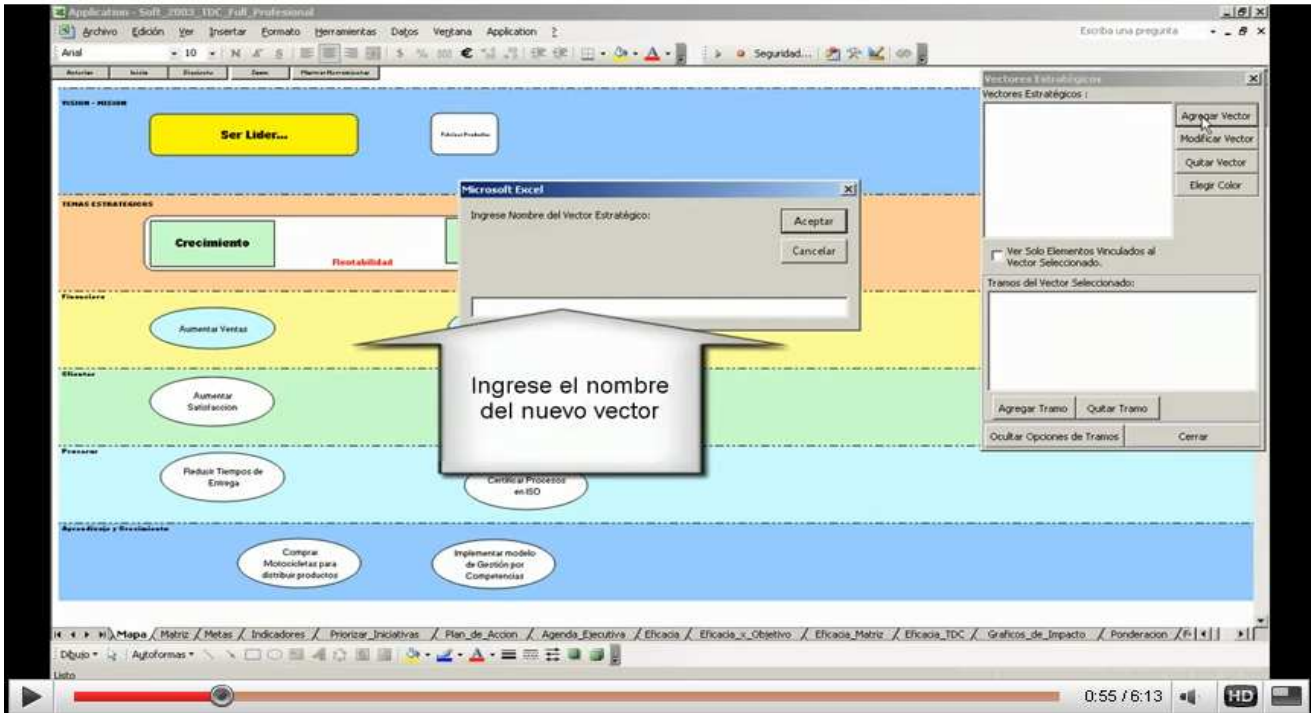 Application - Soft_2003_TDC_Full_Profesional
Archivo Edición Ver Insertar Formato Herramientas Datos Ventana Application ?
Escriba una pregunta
Arial 10 N K S € Seguridad...
Inicio
VISION - MISION
Ser Lider...
TEMAS ESTRATEGICOS
Crecimiento
Rentabilidad
Financiera
Aumentar Ventas
Clientes
Aumentar
Satisfaccion
Procesos
Reducir Tiempos de
Entrega
Certificar Procesos
en ISO
Aprendizaje y Crecimiento
Comprar
Motocicletas para
distribuir productos
Implementar modelo
de Gestión por
Competencias
Microsoft Excel
Ingrese Nombre del Vector Estratégico:
Aceptar
Cancelar
Ingrese el nombre
del nuevo vector
Vectores Estratégicos
Vectores Estratégicos :
Agregar Vector
Modificar Vector
Quitar Vector
Elegir Color
Ver Solo Elementos Vinculados al
Vector Seleccionado.
Tramos del Vector Seleccionado:
Agregar Tramo Quitar Tramo
Ocultar Opciones de Tramos Cerrar
Mapa Matriz Metas Indicadores Priorizar_Iniciativas Plan_de_Accion Agenda_Ejecutiva Eficacia Eficacia_x_Objetivo Eficacia_Matriz Eficacia_TDC Graficos_de_Impacto Ponderacion
Dibujo Autoformas
Listo
0:55 / 6:13 HD